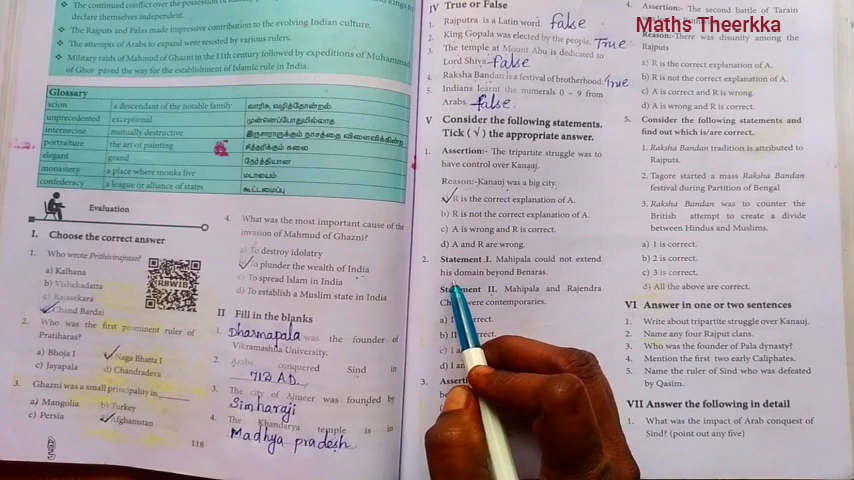 The continued conflict over the possession of
kings to
declare themselves independent.
The Rajputs and Palas made impressive contribution to the evolving Indian culture.
The attempts of Arabs to expand were resisted by various rulers.
Military raids of Mahmud of Ghazni in the 11th century followed by expeditions of Muhammad
of Ghor paved the way for the establishment of Islamic rule in India.
Glossary
scion a descendant of the notable family வாரிசு, வழித்தோன்றல்
unprecedented exceptional முன்னெப்போதுமில்லாத
internecine mutually destructive இருசாராருக்கும் நாசத்தை விளைவிக்கின்ற
portraiture the art of painting சித்தரிக்கும் கலை
elegant grand நேர்த்தியான
monastery a place where monks live மடாலயம்
confederacy a league or alliance of states கூட்டமைப்பு
Evaluation
I. Choose the correct answer
1. Who wrote Prithivirajraso?
a) Kalhana
b) Vishakadatta
c) Rajasekara
d) Chand Bardai
RBWIB
2. Who was the first prominent ruler of
Pratiharas?
a) Bhoja I b) Naga Bhatta I
c) Jayapala d) Chandradeva
3. Ghazni was a small principality in
a) Mangolia b) Turkey
c) Persia d) Afghanistan
118
4. What was the most important cause of the
invasion of Mahmud of Ghazni?
a) To destroy idolatry
b) To plunder the wealth of India
c) To spread Islam in India
d) To establish a Muslim state in India
II Fill in the blanks
1. Dharmapala was the founder of
Vikramashila University.
2. Arabs conquered Sind in
712 A.D.
3. The city of Ajmeer was founded by
Simharaji
4. The Khandarya temple is in
Madhya pradesh
IV True or False
1. Rajputra is a Latin word. false
2. King Gopala was elected by the people. True
3. The temple at Mount Abu is dedicated to
Lord Shiva. false
4. Raksha Bandan is a festival of brotherhood. True
5. Indians learnt the numerals 0 – 9 from
Arabs. false.
V Consider the following statements.
Tick (√) the appropriate answer.
1. Assertion:- The tripartite struggle was to
have control over Kanauj.
Reason:-Kanauj was a big city.
a) R is the correct explanation of A.
b) R is not the correct explanation of A.
c) A is wrong and R is correct.
d) A and R are wrong.
2. Statement I. Mahipala could not extend
his domain beyond Benaras.
Statement II. Mahipala and Rajendra
were contemporaries.
a) I
b) II
c) I
d) I
3.
4. Assertion:- The second battle of Tarain
Maths Theerkka
Reason:-There was disunity among the
Rajputs
a) R is the correct explanation of A.
b) R is not the correct explanation of A.
c) A is correct and R is wrong.
d) A is wrong and R is correct.
5. Consider the following statements and
find out which is/are correct.
1. Raksha Bandan tradition is attributed to
Rajputs.
2. Tagore started a mass Raksha Bandan
festival during Partition of Bengal
3. Raksha Bandan was to counter the
British attempt to create a divide
between Hindus and Muslims.
a) 1 is correct.
b) 2 is correct.
c) 3 is correct.
d) All the above are correct.
VI Answer in one or two sentences
1. Write about tripartite struggle over Kanauj.
2. Name any four Rajput clans.
3. Who was the founder of Pala dynasty?
4. Mention the first two early Caliphates.
5. Name the ruler of Sind who was defeated
by Qasim.
VII Answer the following in detail
1. What was the impact of Arab conquest of
Sind? (point out any five)